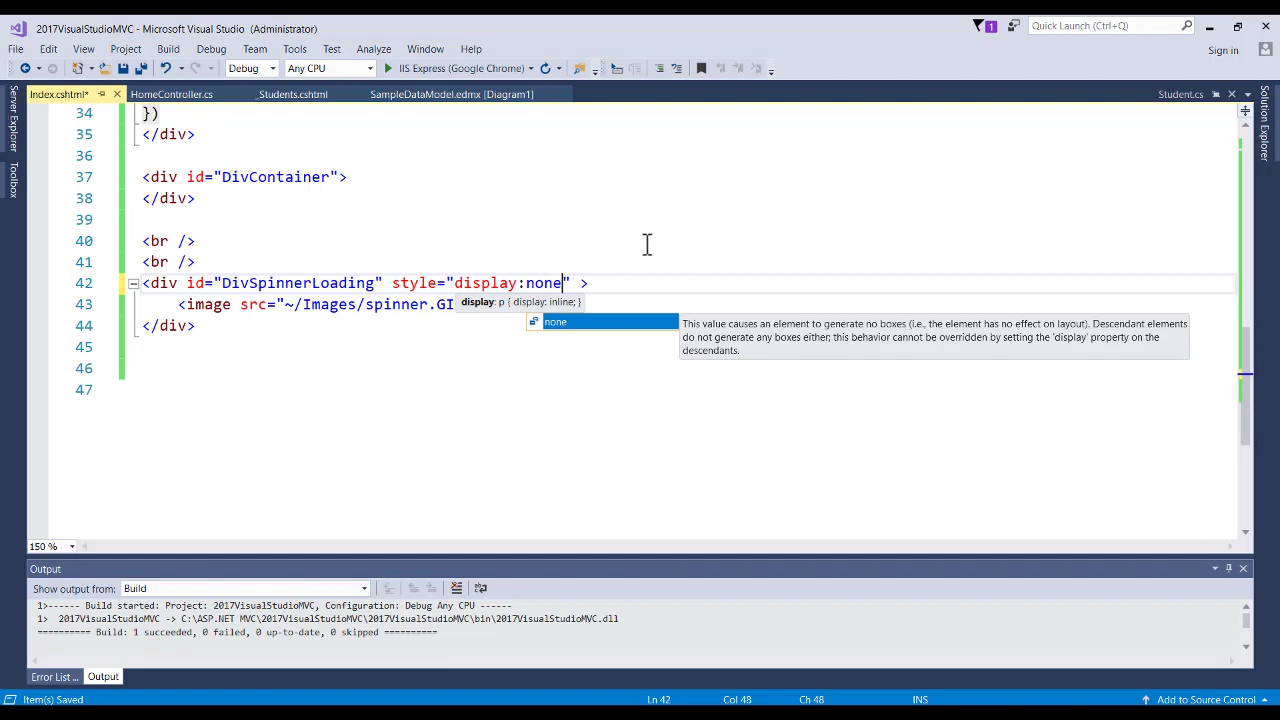 2017VisualStudioMVC - Microsoft Visual Studio (Administrator)
1
Quick Launch (Ctrl+Q)
File Edit View Project Build Debug Team Tools Test Analyze Window Help
Sign in
Debug Any CPU IIS Express (Google Chrome)
Index.cshtml* HomeController.cs _Students.cshtml SampleDataModel.edmx [Diagram1] Student.cs
Server Explorer
Toolbox
Solution Explorer
34 })
35 </div>
36
37 <div id="DivContainer">
38 </div>
39
40 <br />
41 <br />
42 <div id="DivSpinnerLoading" style="display:none" >
43 <image src="~/Images/spinner.GI
display: p { display: inline; }
none
44 </div>
This value causes an element to generate no boxes (i.e., the element has no effect on layout). Descendant elements
do not generate any boxes either; this behavior cannot be overridden by setting the 'display' property on the
descendants.
45
46
47
150 %
Output
Show output from: Build
1>------ Build started: Project: 2017VisualStudioMVC, Configuration: Debug Any CPU ------
1> 2017VisualStudioMVC -> C:\ASP.NET MVC\2017VisualStudioMVC\2017VisualStudioMVC\bin\2017VisualStudioMVC.dll
========== Build: 1 succeeded, 0 failed, 0 up-to-date, 0 skipped ==========
Error List ... Output
Item(s) Saved Ln 42 Col 48 Ch 48 INS Add to Source Control